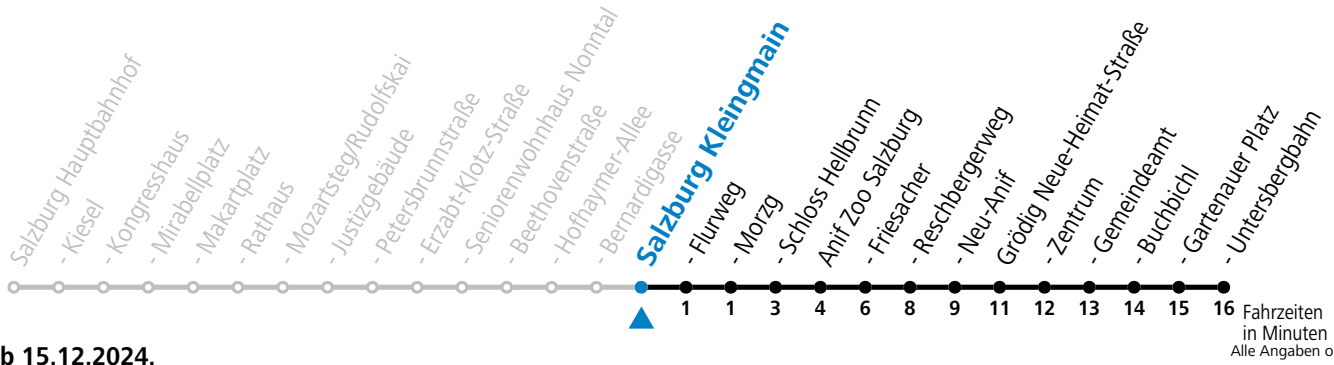 Salzburg Hauptbahnhof
- Kiesel
- Kongresshaus
- Mirabellplatz
- Makartplatz
- Rathaus
- Mozartsteg/Rudolfskai
- Justizgebäude
- Petersbrunnstraße
- Erzabt-Klotz-Straße
- Seniorenwohnhaus Nonntal
- Beethovenstraße
- Hofhaymer-Allee
- Bernardigasse
Salzburg Kleingmain
- Flurweg
- Morzg
- Schloss Hellbrunn
Anif Zoo Salzburg
- Friesacher
- Reschbergerweg
- Neu-Anif
Grödig Neue-Heimat-Straße
- Zentrum
- Gemeindeamt
- Buchbichl
- Gartenauer Platz
- Untersbergbahn
1 1 3 4 6 8 9 11 12 13 14 15 16
Fahrzeiten
in Minuten
Alle Angaben o
b 15.12.2024.